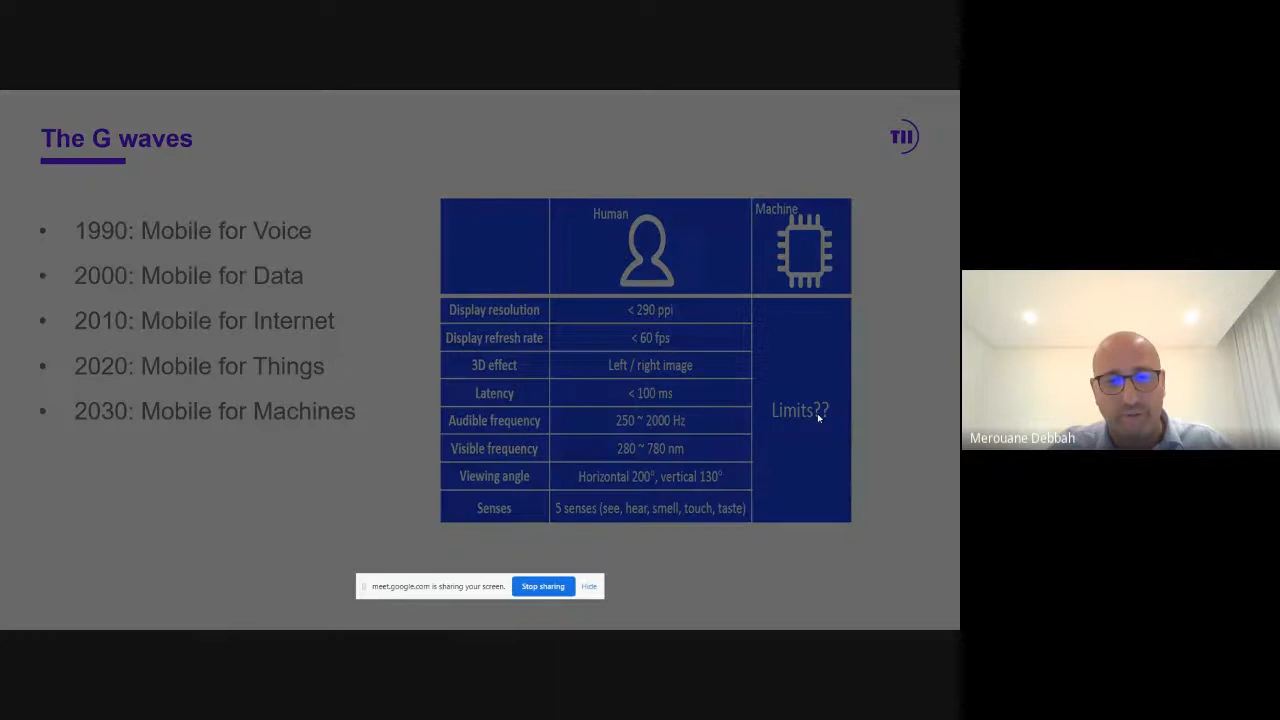 The G waves
TII
• 1990: Mobile for Voice
• 2000: Mobile for Data
• 2010: Mobile for Internet
• 2020: Mobile for Things
• 2030: Mobile for Machines
Human
Machine
Display resolution < 290 ppi
Display refresh rate < 60 fps
3D effect Left / right image
Latency < 100 ms
Limits??
Audible frequency 250 ~ 2000 Hz
Visible frequency 280 ~ 780 nm
Viewing angle Horizontal 200°, vertical 130°
Senses 5 senses (see, hear, smell, touch, taste)
meet.google.com is sharing your screen. Stop sharing Hide
Merouane Debbah